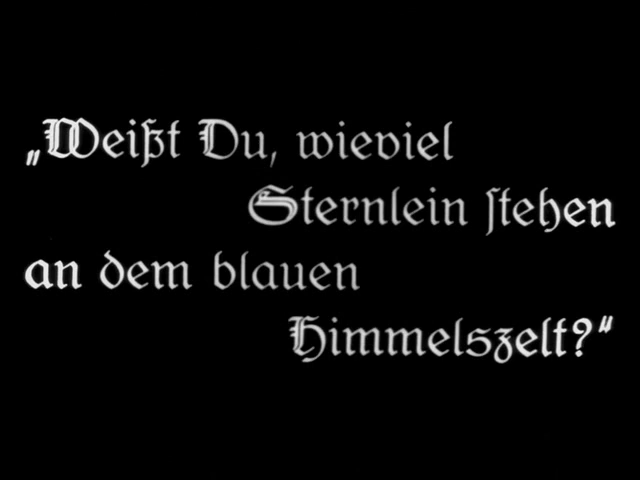 „Weißt Du, wieviel
Sternlein ſtehen
an dem blauen
Himmelszelt?“